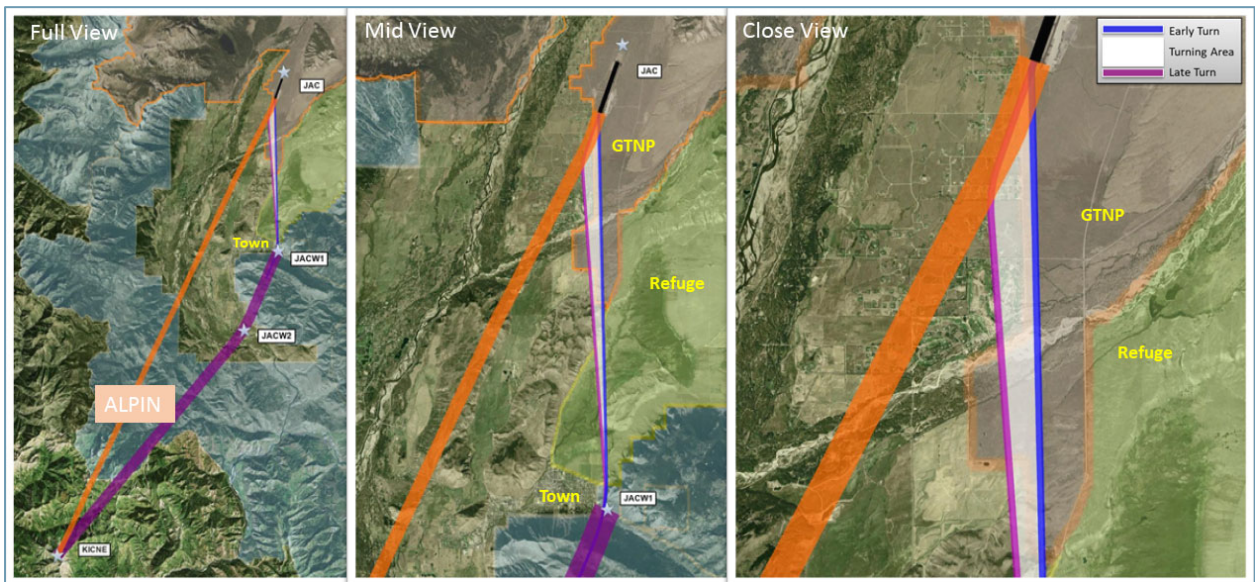 Full View
JAC
Town
JACW1
JACW2
ALPIN
KICNE
Mid View
JAC
GTNP
Refuge
Town
JACW1
Close View
Early Turn
Turning Area
Late Turn
GTNP
Refuge